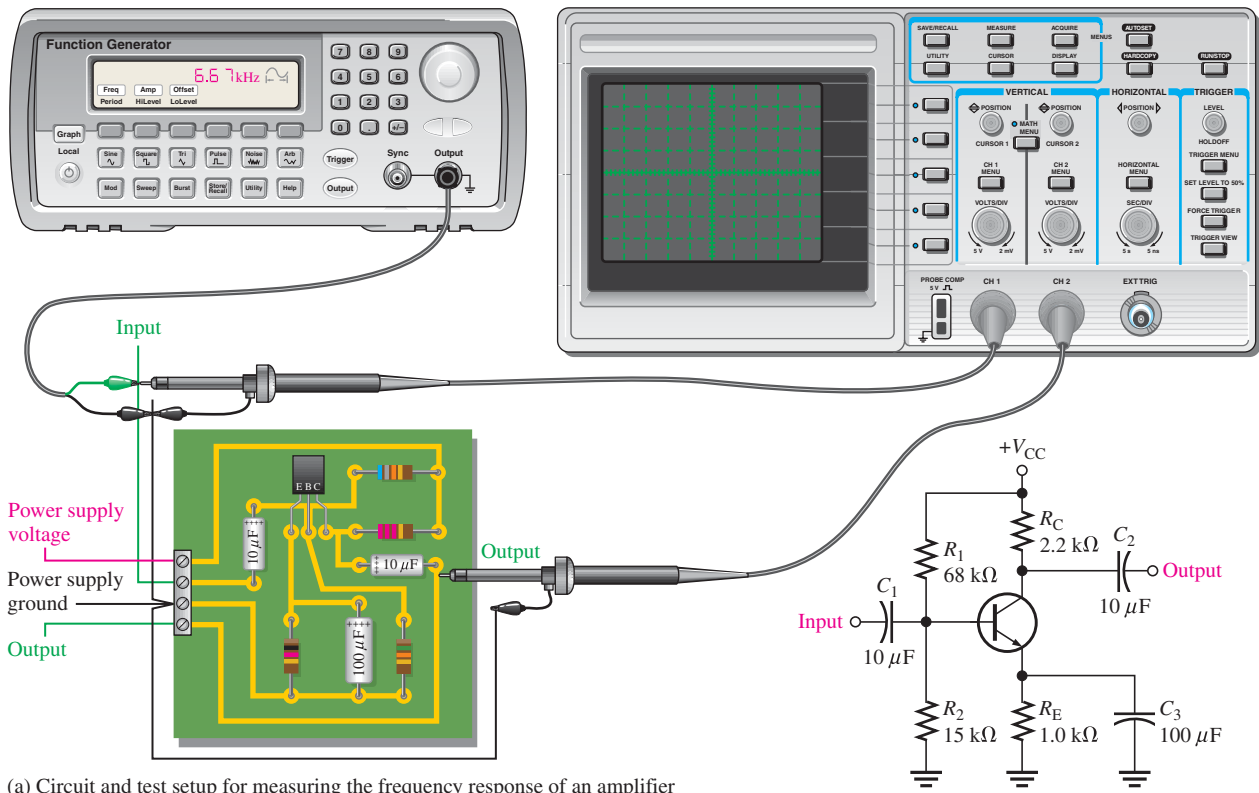 Function Generator
6.67kHz
Freq Amp Offset
Period HiLevel LoLevel
7 8 9
4 5 6
1 2 3
0 . +/−
Graph
Local
Sine Square Tri Pulse Noise Arb
Mod Sweep Burst Store/Recall Utility Help
Trigger
Output
Sync Output
SAVE/RECALL MEASURE ACQUIRE
MENUS
UTILITY CURSOR DISPLAY
AUTOSET
HARDCOPY
RUN/STOP
VERTICAL
HORIZONTAL
TRIGGER
POSITION
CURSOR 1
MATH
MENU
POSITION
CURSOR 2
POSITION
LEVEL
HOLDOFF
CH 1
MENU
CH 2
MENU
HORIZONTAL
MENU
TRIGGER MENU
SET LEVEL TO 50%
FORCE TRIGGER
TRIGGER VIEW
VOLTS/DIV
5 V 2 mV
VOLTS/DIV
5 V 2 mV
SEC/DIV
5 s 5 ns
PROBE COMP
5 V
CH 1
CH 2
EXT TRIG
Input
Power supply
voltage
Power supply
ground
Output
E B C
++++
10 μF
10 μF
++++
100 μF
Output
+V_CC
R_C
2.2 kΩ
R_1
68 kΩ
C_2
10 μF
Output
C_1
10 μF
Input
R_2
15 kΩ
R_E
1.0 kΩ
C_3
100 μF
(a) Circuit and test setup for measuring the frequency response of an amplifier